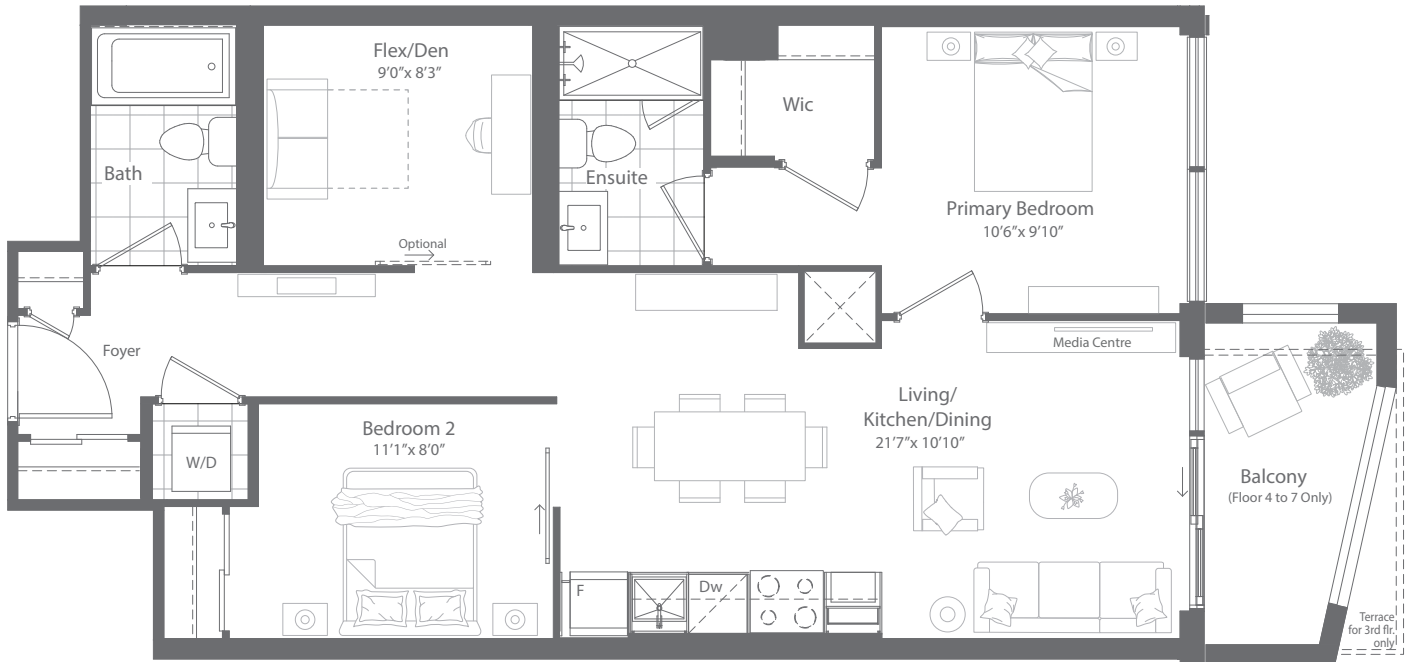 Flex/Den
9'0"x 8'3"
Wic
Bath
Ensuite
Primary Bedroom
10'6"x 9'10"
Optional
Foyer
Media Centre
Living/
Kitchen/Dining
21'7"x 10'10"
Bedroom 2
11'1"x 8'0"
W/D
Balcony
(Floor 4 to 7 Only)
F
Dw
Terrace
for 3rd flr.
only